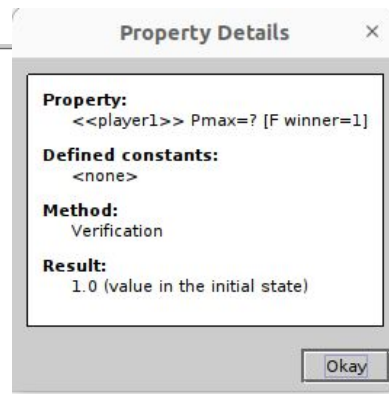 Property Details
×
Property:
<<player1>> Pmax=? [F winner=1]
Defined constants:
<none>
Method:
Verification
Result:
1.0 (value in the initial state)
Okay